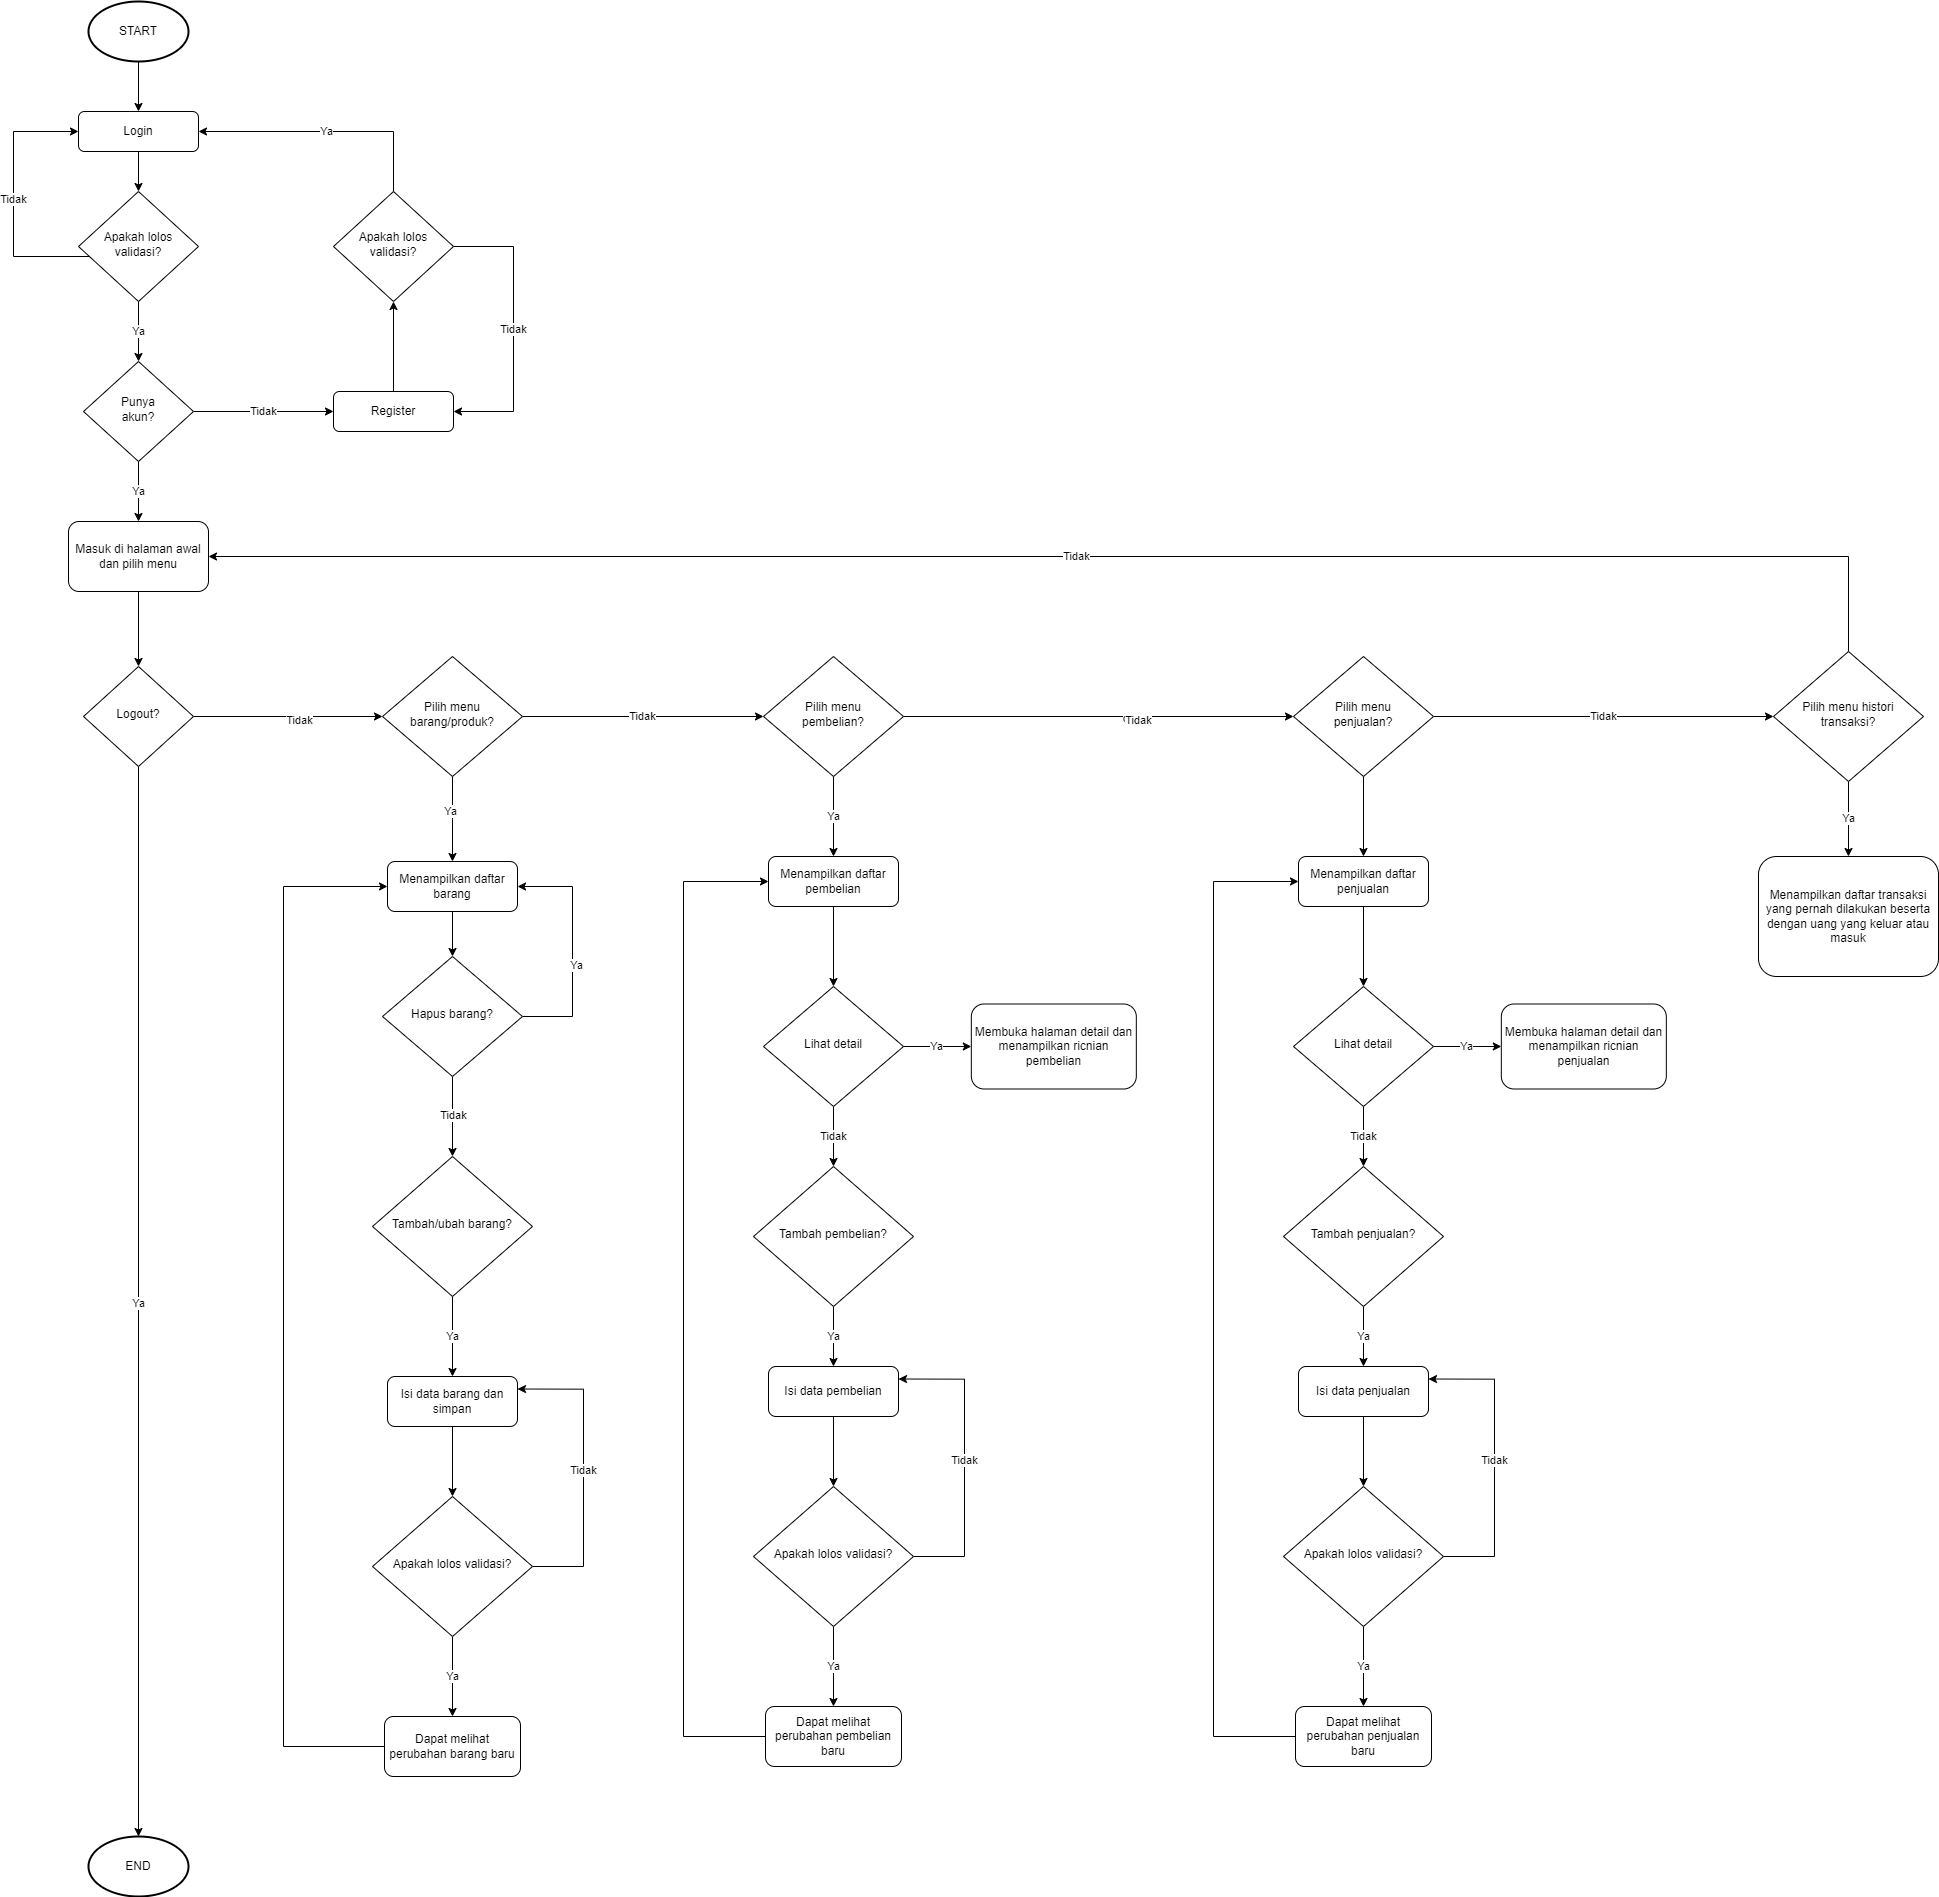 START
Login
Ya
Tidak
Apakah lolos
validasi?
Apakah lolos
validasi?
Ya
Tidak
Punya
akun?
Tidak
Register
Ya
Masuk di halaman awal
dan pilih menu
Tidak
Logout?
Tidak
Pilih menu
barang/produk?
Tidak
Pilih menu
pembelian?
Tidak
Pilih menu
penjualan?
Tidak
Pilih menu histori
transaksi?
Ya
Ya
Ya
Menampilkan daftar
barang
Menampilkan daftar
pembelian
Menampilkan daftar
penjualan
Menampilkan daftar transaksi
yang pernah dilakukan beserta
dengan uang yang keluar atau
masuk
Ya
Hapus barang?
Lihat detail
Ya
Membuka halaman detail dan
menampilkan ricnian
pembelian
Lihat detail
Ya
Membuka halaman detail dan
menampilkan ricnian
penjualan
Tidak
Tidak
Tidak
Tambah/ubah barang?
Tambah pembelian?
Tambah penjualan?
Ya
Ya
Ya
Ya
Isi data barang dan
simpan
Isi data pembelian
Isi data penjualan
Tidak
Tidak
Tidak
Apakah lolos validasi?
Apakah lolos validasi?
Apakah lolos validasi?
Ya
Ya
Ya
Dapat melihat
perubahan barang baru
Dapat melihat
perubahan pembelian
baru
Dapat melihat
perubahan penjualan
baru
END